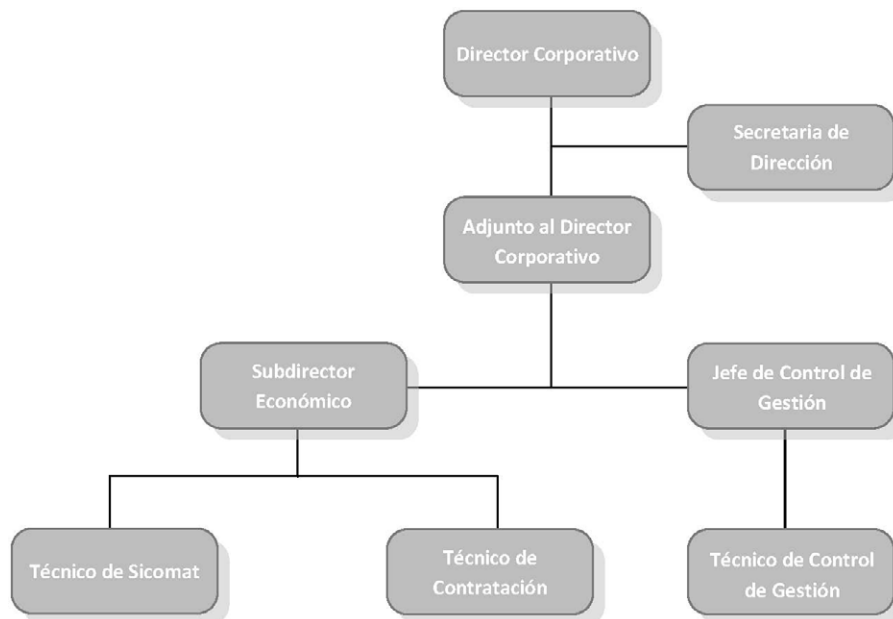 Director Corporativo
Secretaria de
Dirección
Adjunto al Director
Corporativo
Subdirector
Económico
Jefe de Control de
Gestión
Técnico de Sicomat
Técnico de
Contratación
Técnico de Control
de Gestión